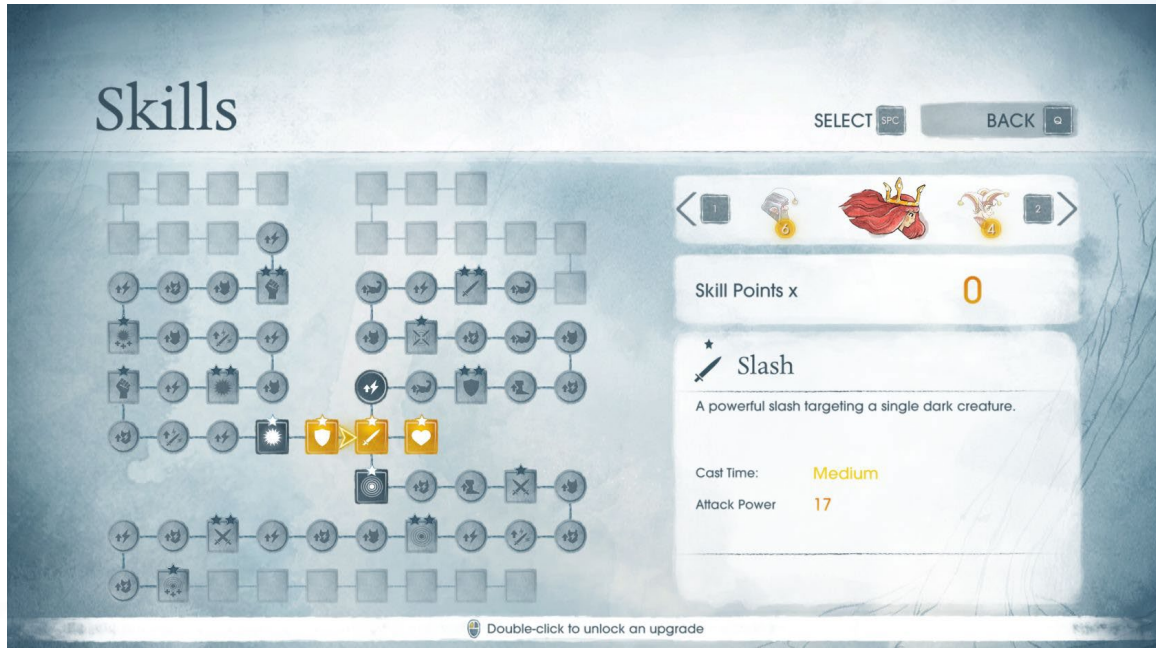 Skills
SELECT SPC
BACK Q
1
6
4
2
Skill Points x 0
Slash
A powerful slash targeting a single dark creature.
Cast Time: Medium
Attack Power 17
Double-click to unlock an upgrade